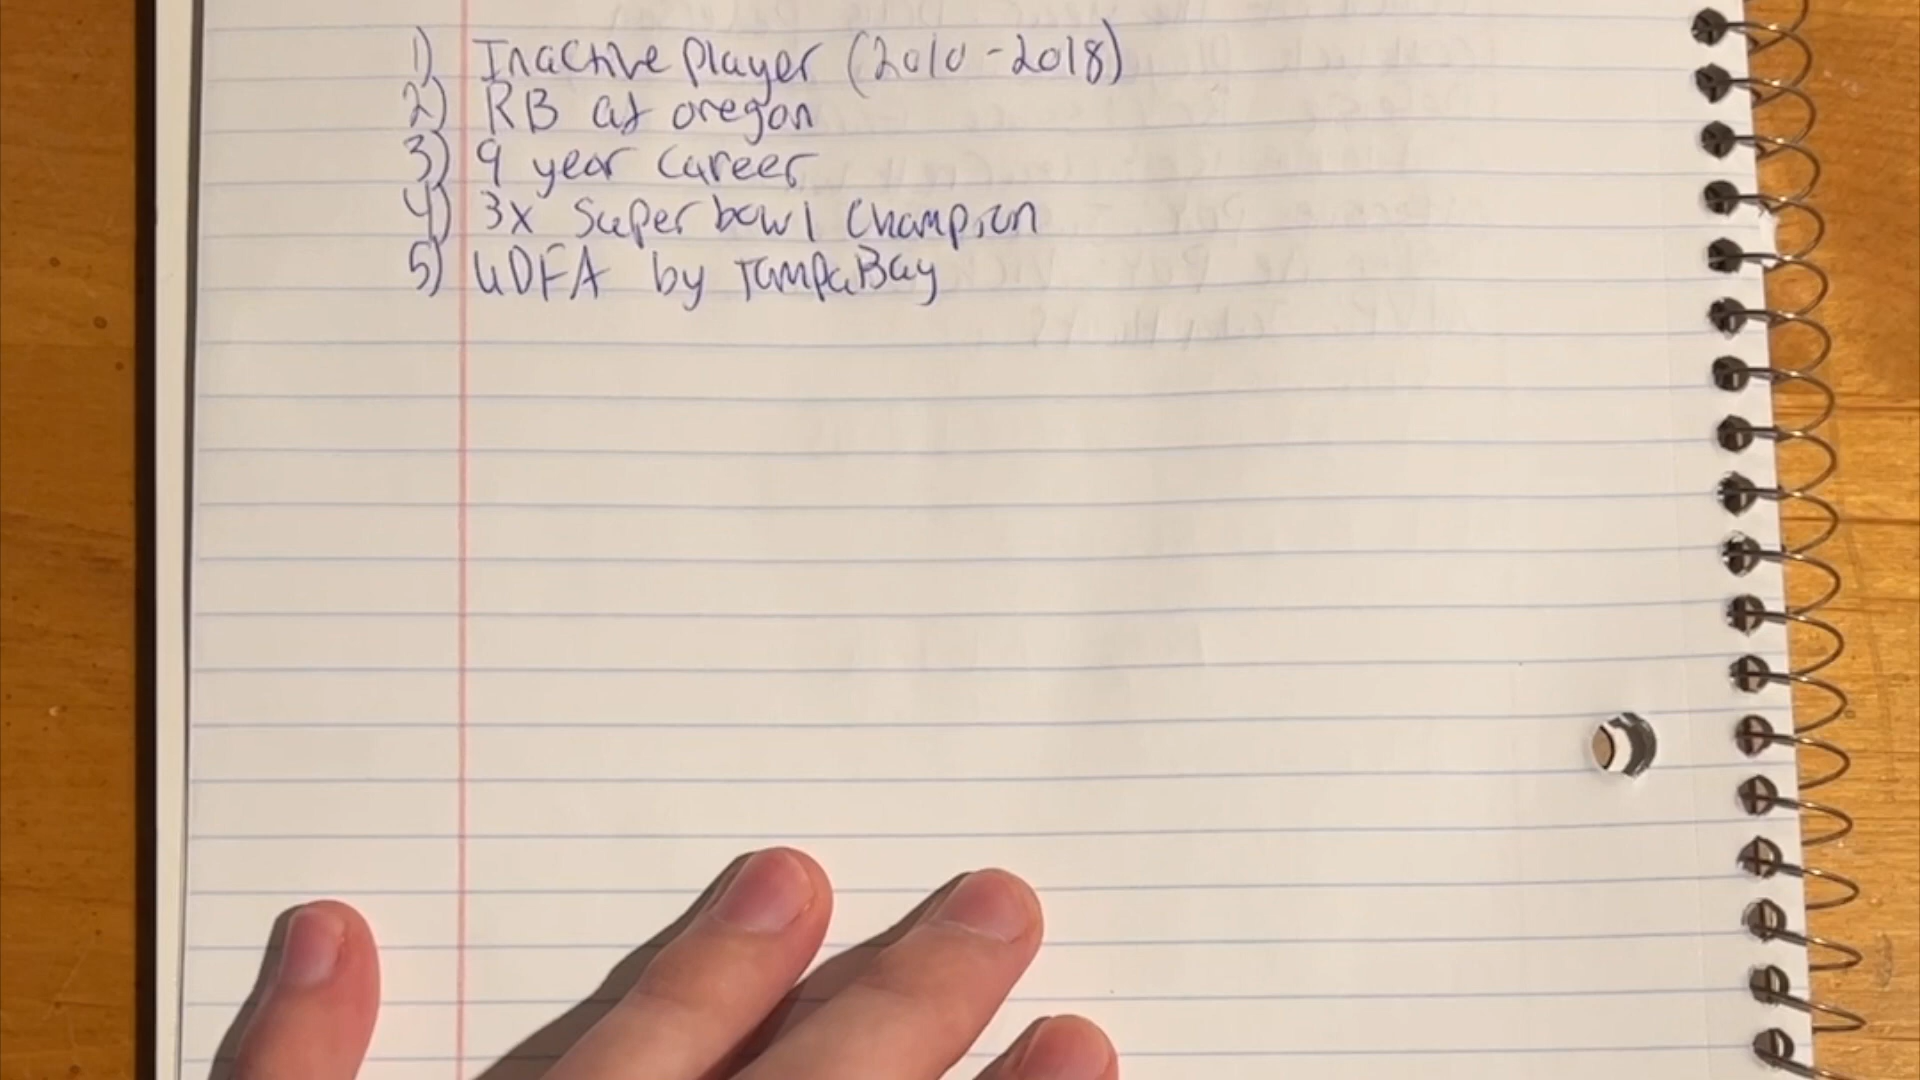 1) Inactive player (2010-2018)
2) RB at oregon
3) 9 year career
4) 3x Super bowl Champion
5) UDFA by TampaBay